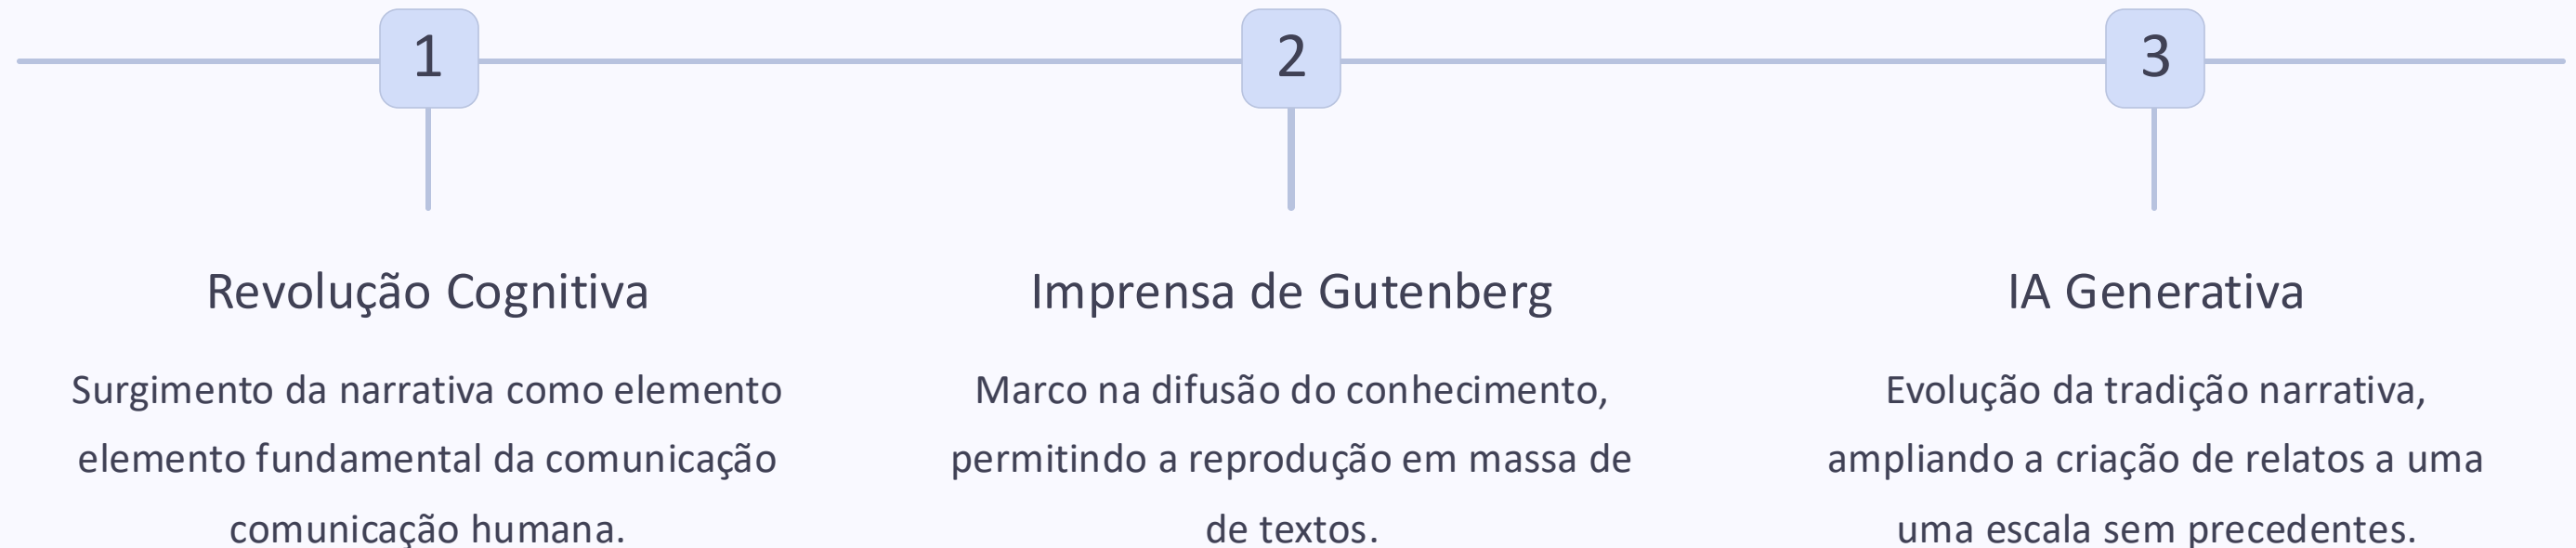 1
2
3
Revolução Cognitiva
Surgimento da narrativa como elemento
elemento fundamental da comunicação
comunicação humana.
Imprensa de Gutenberg
Marco na difusão do conhecimento,
permitindo a reprodução em massa de
de textos.
IA Generativa
Evolução da tradição narrativa,
ampliando a criação de relatos a uma
uma escala sem precedentes.